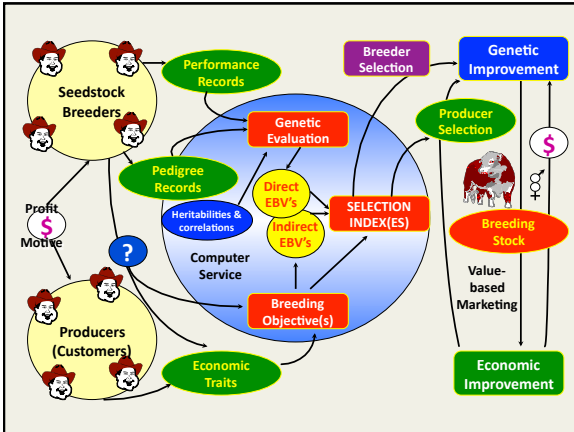 Seedstock
Breeders
Performance
Records
Breeder
Selection
Genetic
Improvement
Genetic
Evaluation
Producer
Selection
$
Pedigree
Records
Direct
EBV's
Heritabilities &
correlations
SELECTION
INDEX(ES)
Indirect
EBV's
$
Profit
Motive
?
Computer
Service
Breeding
Stock
Value-
based
Marketing
Breeding
Objective(s)
Producers
(Customers)
Economic
Traits
Economic
Improvement